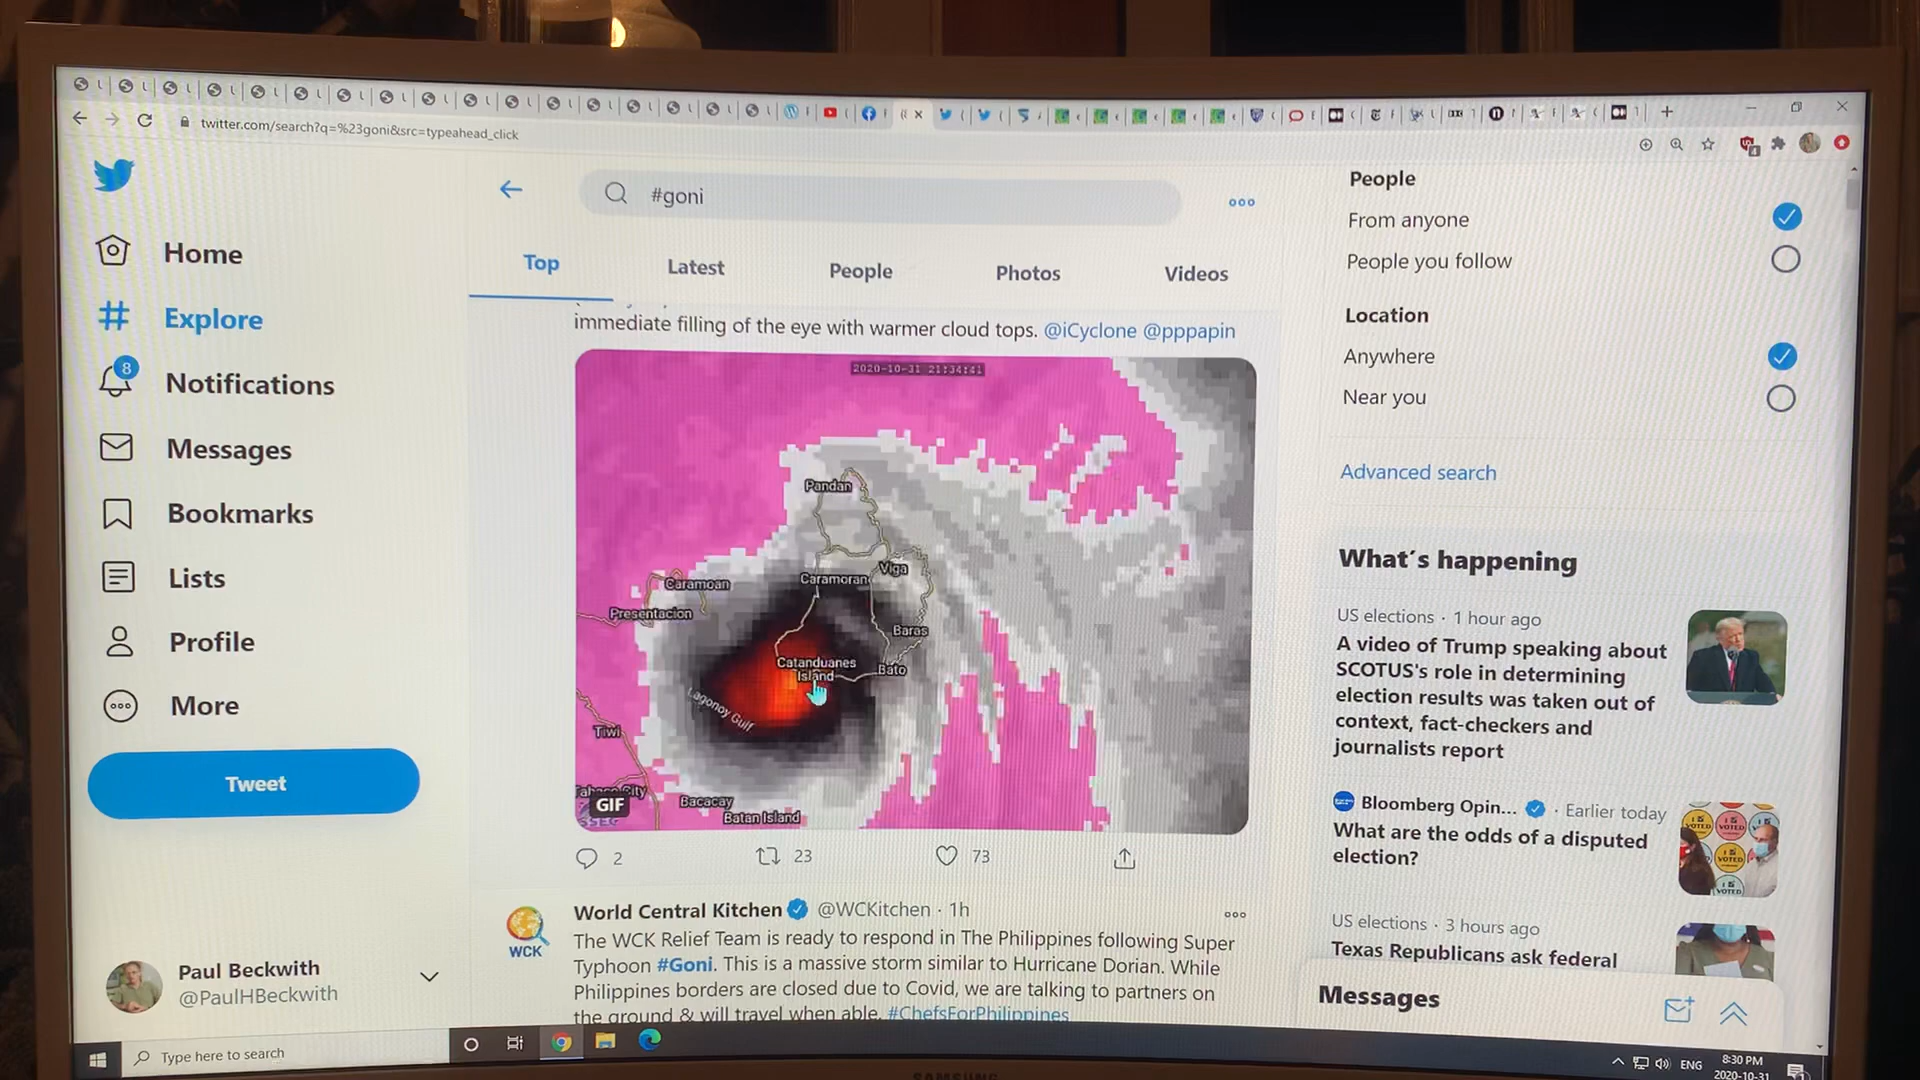 twitter.com/search?q=%23goni&src=typeahead_click
Home
Explore
8
Notifications
Messages
Bookmarks
Lists
Profile
More
Tweet
Paul Beckwith
@PaulHBeckwith
#goni
Top
Latest
People
Photos
Videos
immediate filling of the eye with warmer cloud tops. @iCyclone @pppapin
2020-10-31 21:34:41
Pandan
Caramoan
Caramoran
Viga
Presentacion
Baras
Catanduanes
Island
Bato
Lagonoy Gulf
Tiwi
Tabaco City
GIF
Bacacay
Batan Island
2
23
73
World Central Kitchen @WCKitchen · 1h
WCK
The WCK Relief Team is ready to respond in The Philippines following Super
Typhoon #Goni. This is a massive storm similar to Hurricane Dorian. While
Philippines borders are closed due to Covid, we are talking to partners on
the ground & will travel when able. #ChefsForPhilippines
People
From anyone
People you follow
Location
Anywhere
Near you
Advanced search
What's happening
US elections · 1 hour ago
A video of Trump speaking about
SCOTUS's role in determining
election results was taken out of
context, fact-checkers and
journalists report
Bloomberg Opin... · Earlier today
What are the odds of a disputed
election?
US elections · 3 hours ago
Texas Republicans ask federal
Messages
Type here to search
ENG
8:30 PM
2020-10-31
SAMSUNG